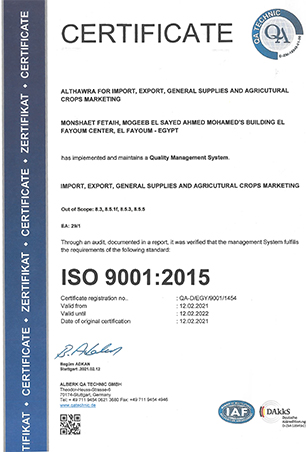 QA TECHNIC
QA
CERTIFICATE
ALTHAWRA FOR IMPORT, EXPORT, GENERAL SUPPLIES AND AGRICUTURAL
CROPS MARKETING
MONSHAET FETAIH, MOGEEB EL SAYED AHMED MOHAMED'S BUILDING EL
FAYOUM CENTER, EL FAYOUM - EGYPT
has implemented and maintains a Quality Management System.
IMPORT, EXPORT, GENERAL SUPPLIES AND AGRICUTURAL CROPS MARKETING
Out of Scope: 8.3, 8.5.1f, 8.5.3, 8.5.5
EA: 29/1
Through an audit, documented in a report, it was verified that the management System fulfills
the requirements of the following standard:
ISO 9001:2015
Certificate registration no.. : QA-D/EGY/9001/1454
Valid from : 12.02.2021
Valid until : 12.02.2022
Date of original certification : 12.02.2021
Begüm ADKAN
Stuttgart, 2021.02.12
ALBERK QA TECHNIC GMBH
Theodor-Heuss-Strasse
70174-Stuttgart, Germany
Tel: + 49 711 9454 0621 3680 Fax: +49 711 9454 4946
www.qatechnic.de
IAF
DAkkS
Deutsche
Akkreditierungsstelle
TIFIKAT · CERTIFICATE · ZERTIFIKAT · CERTIFICATE · ZERTIFIKAT · CERTIFICATE